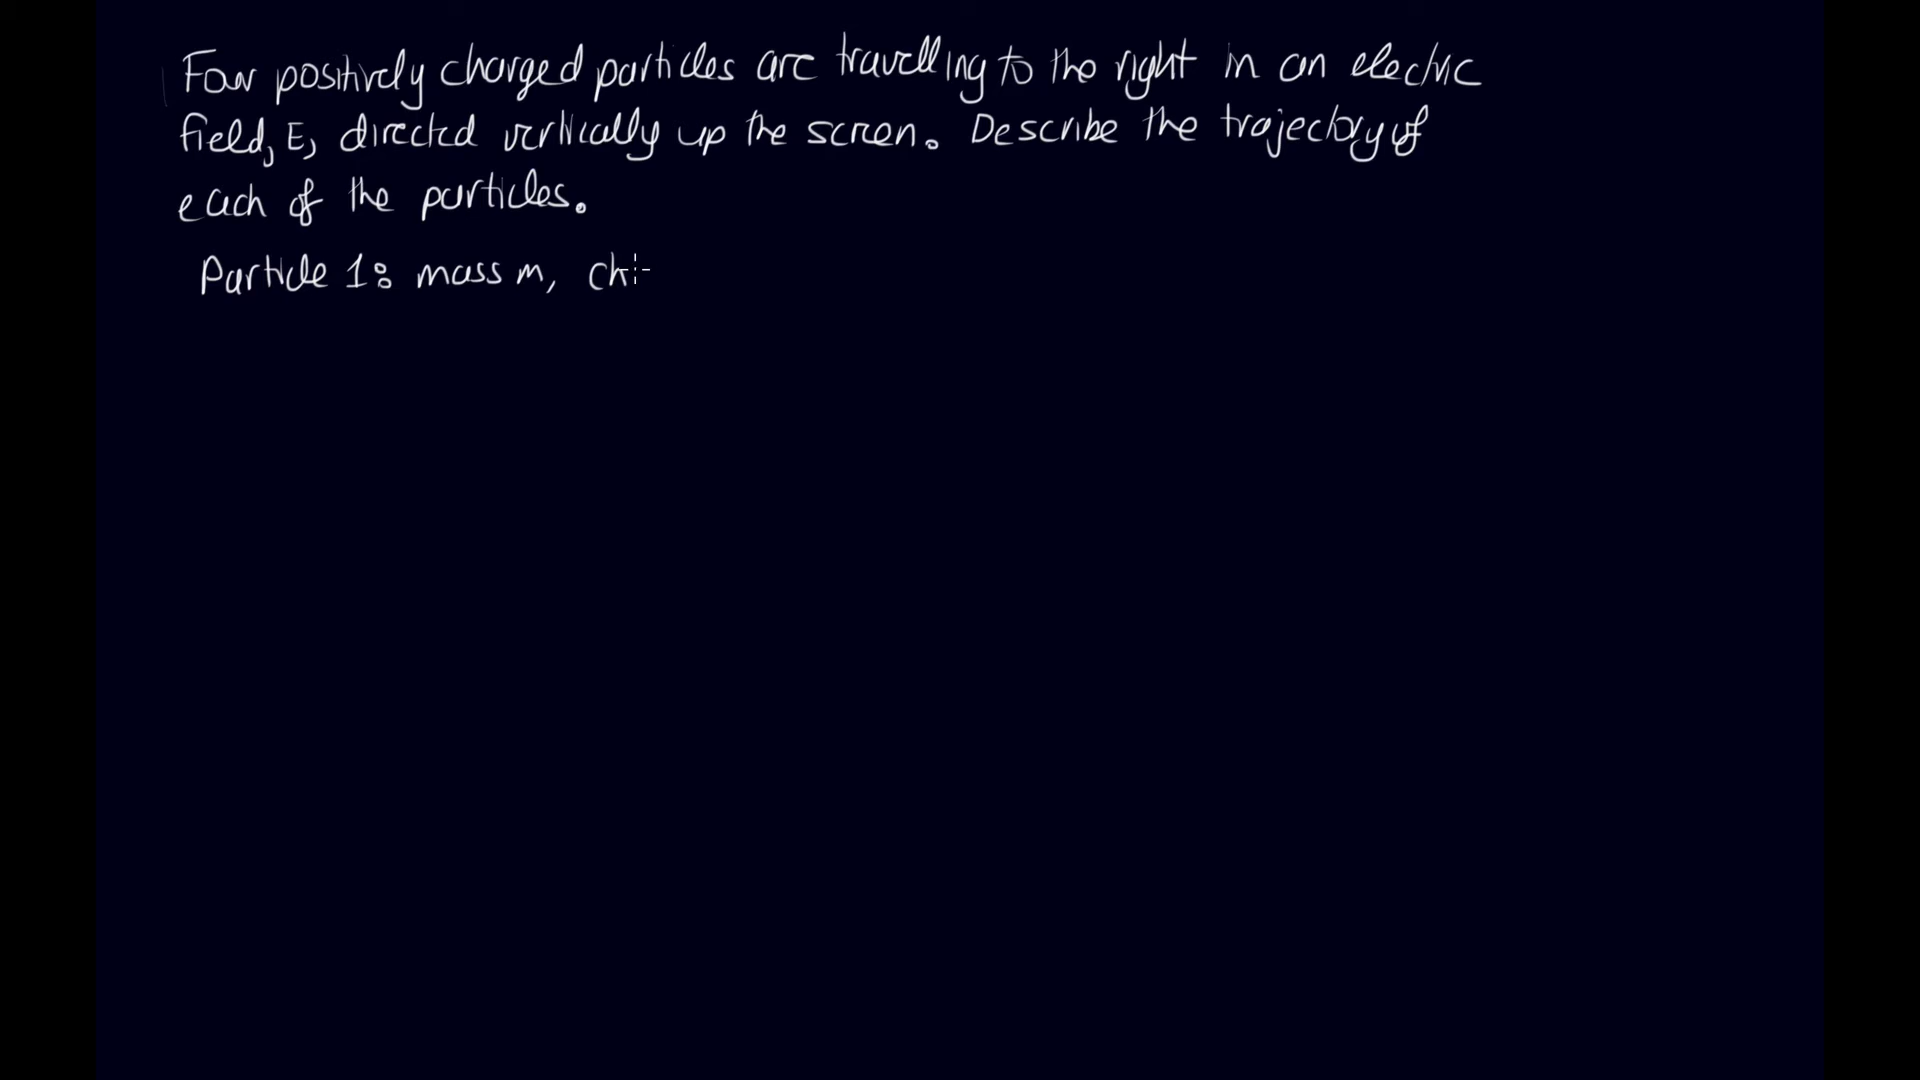 Four positively charged particles are travelling to the right in an electric
field, E, directed vertically up the screen. Describe the trajectory of
each of the particles.
Particle 1: mass m, ch